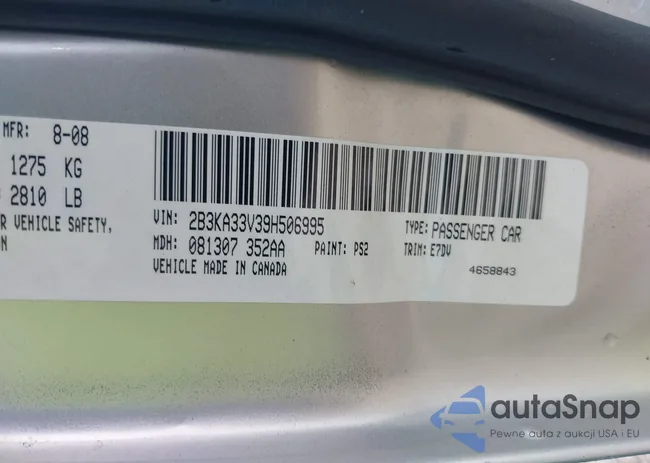 MFR: 8-08
1275 KG
2810 LB
R VEHICLE SAFETY,
N
VIN: 2B3KA33V39H506995 TYPE: PASSENGER CAR
MDH: 081307 352AA PAINT: PS2 TRIM: E7DV
VEHICLE MADE IN CANADA 4658843
autaSnap
Pewne auta z aukcji USA i EU